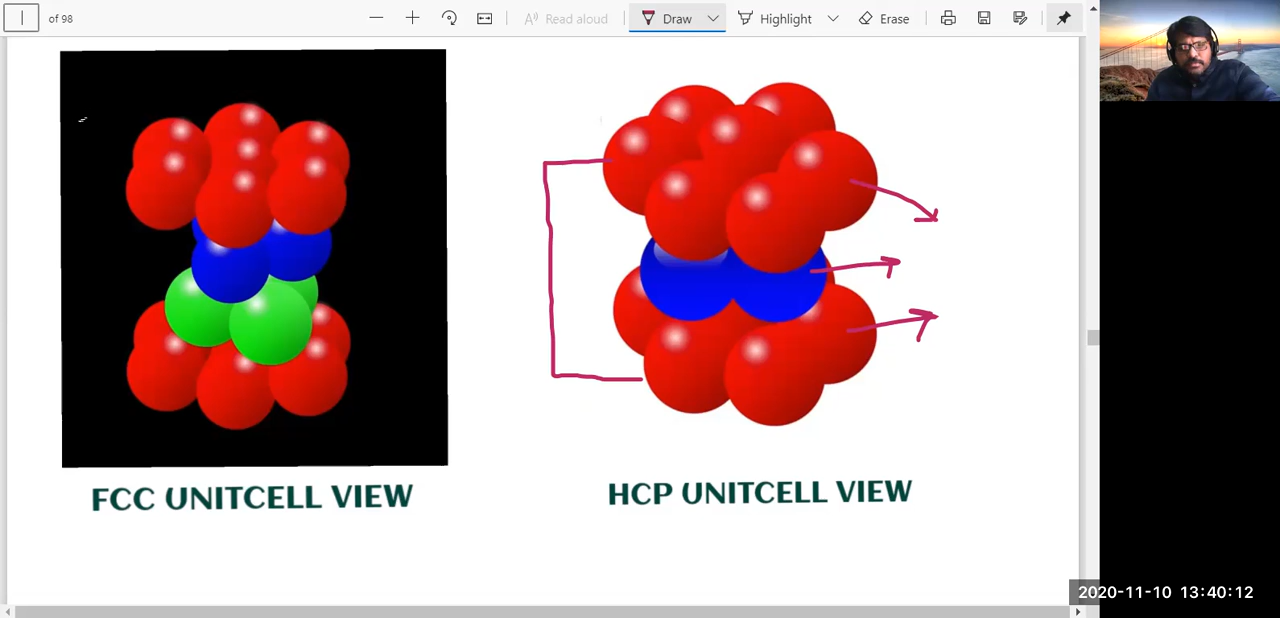 of 98
Read aloud
Draw
Highlight
Erase
FCC UNITCELL VIEW
HCP UNITCELL VIEW
2020-11-10 13:40:12